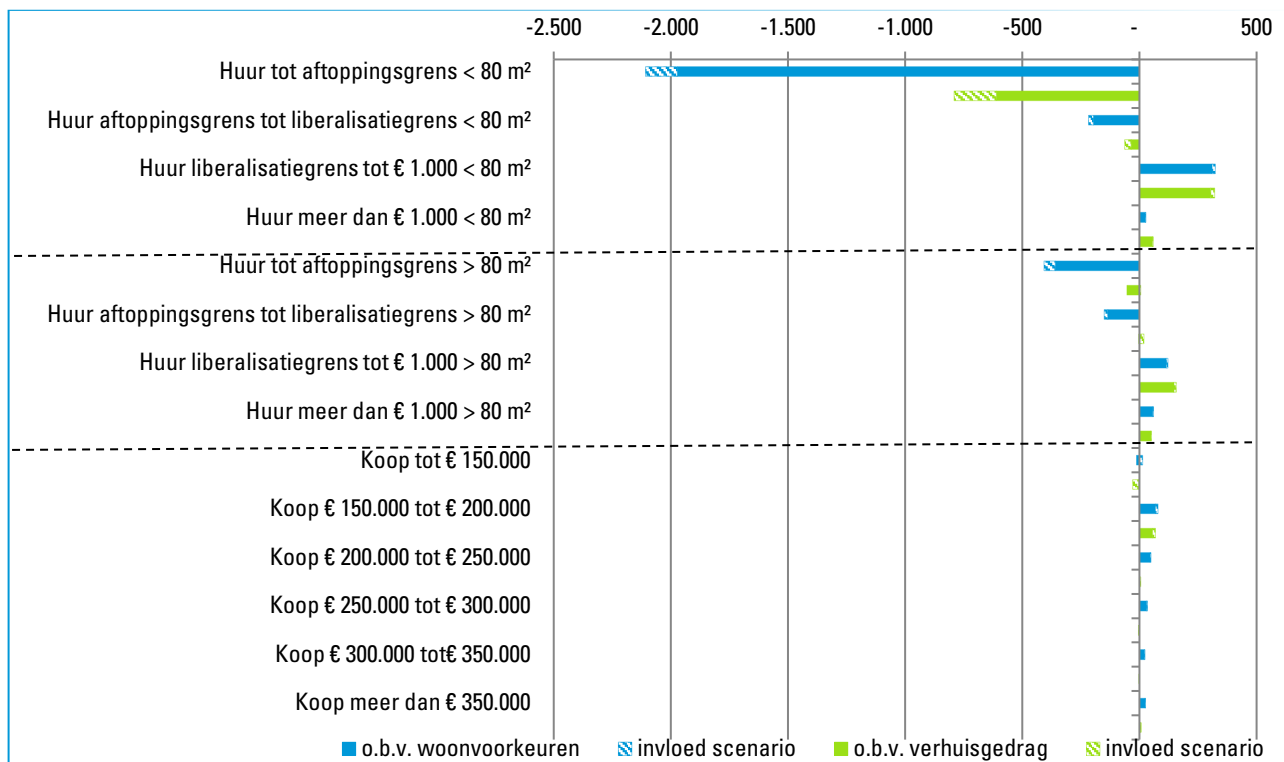 -2.500 -2.000 -1.500 -1.000 -500 - 500
Huur tot aftoppingsgrens < 80 m²
Huur aftoppingsgrens tot liberalisatiegrens < 80 m²
Huur liberalisatiegrens tot € 1.000 < 80 m²
Huur meer dan € 1.000 < 80 m²
Huur tot aftoppingsgrens > 80 m²
Huur aftoppingsgrens tot liberalisatiegrens > 80 m²
Huur liberalisatiegrens tot € 1.000 > 80 m²
Huur meer dan € 1.000 > 80 m²
Koop tot € 150.000
Koop € 150.000 tot € 200.000
Koop € 200.000 tot € 250.000
Koop € 250.000 tot € 300.000
Koop € 300.000 tot€ 350.000
Koop meer dan € 350.000
o.b.v. woonvoorkeuren invloed scenario o.b.v. verhuisgedrag invloed scenario